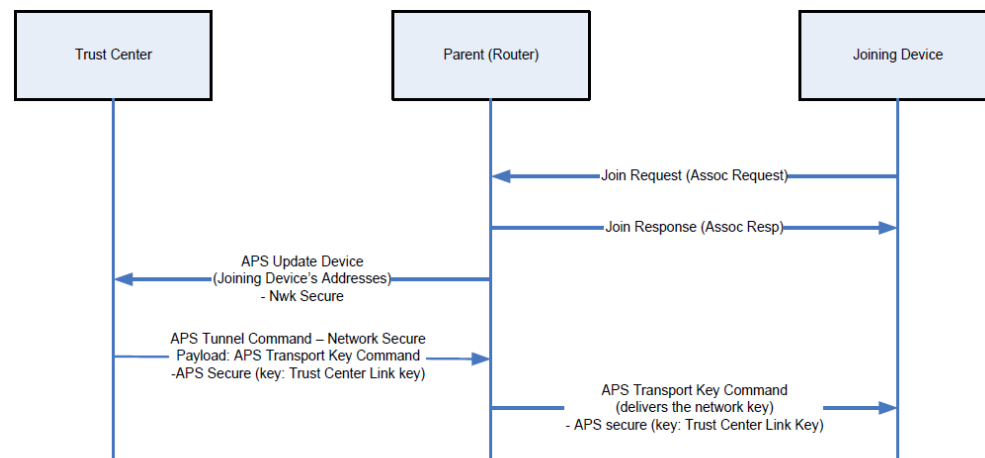 Trust Center
Parent (Router)
Joining Device
Join Request (Assoc Request)
Join Response (Assoc Resp)
APS Update Device
(Joining Device's Addresses)
- Nwk Secure
APS Tunnel Command – Network Secure
Payload: APS Transport Key Command
-APS Secure (key: Trust Center Link key)
APS Transport Key Command
(delivers the network key)
- APS secure (key: Trust Center Link Key)